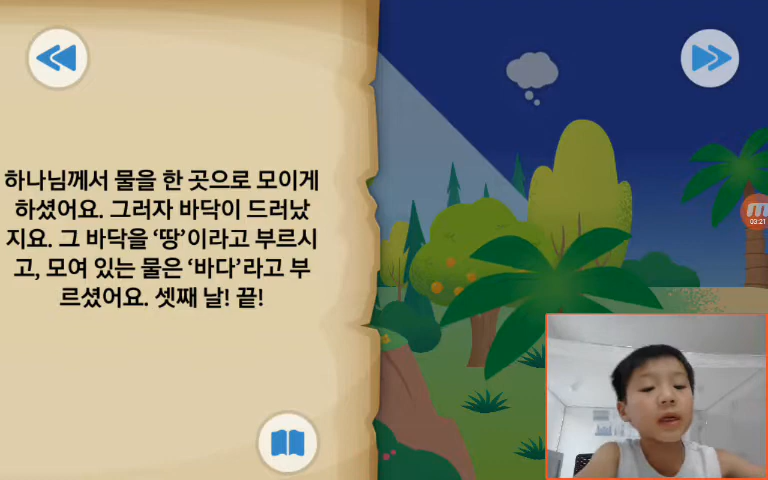 하나님께서 물을 한 곳으로 모이게
하셨어요. 그러자 바닥이 드러났
지요. 그 바닥을 ‘땅’이라고 부르시
고, 모여 있는 물은 ‘바다’라고 부
르셨어요. 셋째 날! 끝!
03:21